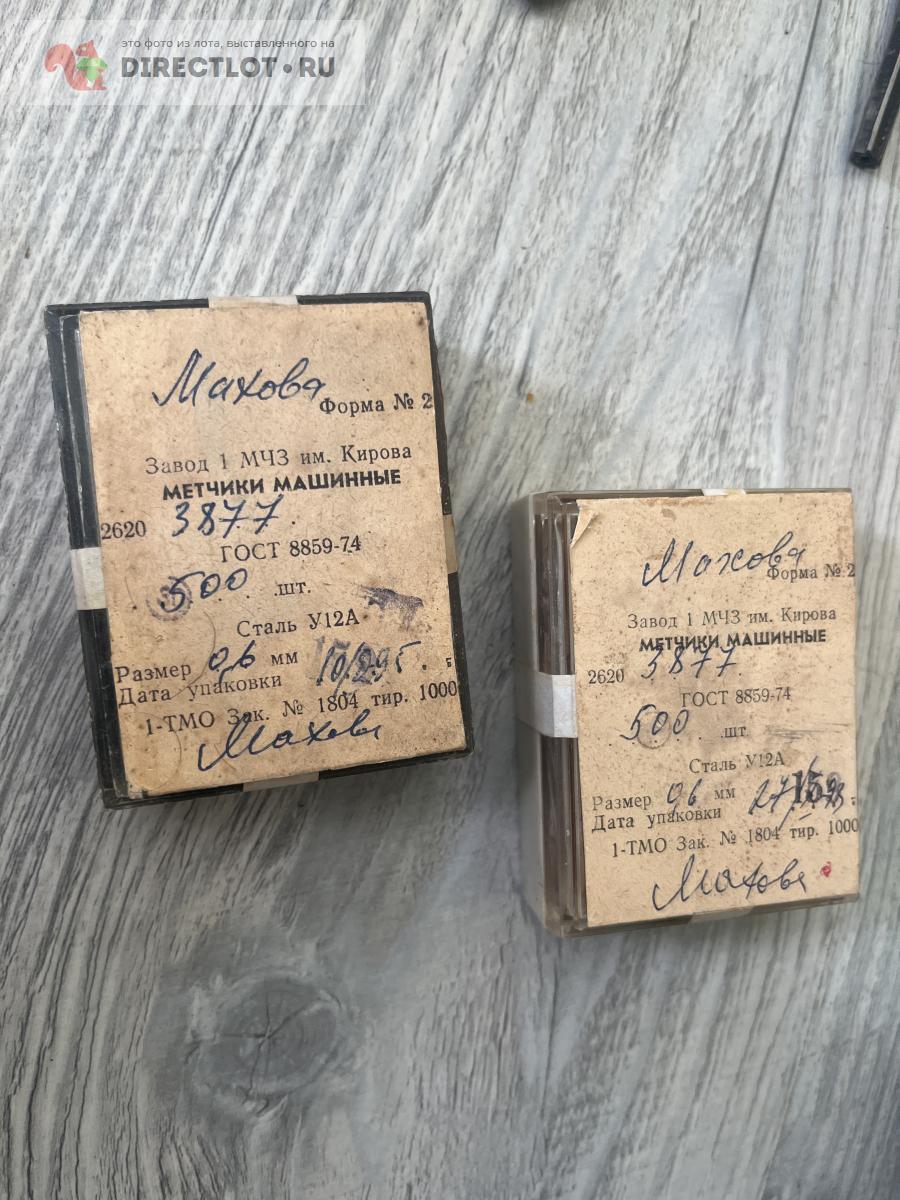 это фото из лота, выставленного на
DIRECTLOT•RU
Махова
Форма № 2
Завод 1 МЧЗ им. Кирова
МЕТЧИКИ МАШИННЫЕ
2620 3877.
ГОСТ 8859-74
500 шт.
Сталь У12А
Размер 0,6 мм
Дата упаковки
1-ТМО Зак. № 1804 тир. 1000
Махова
Махова
Форма № 2
Завод 1 МЧЗ им. Кирова
МЕТЧИКИ МАШИННЫЕ
2620 3877.
ГОСТ 8859-74
500 шт.
Сталь У12А
Размер 0,6 мм
Дата упаковки
1-ТМО Зак. № 1804 тир. 1000
Махова